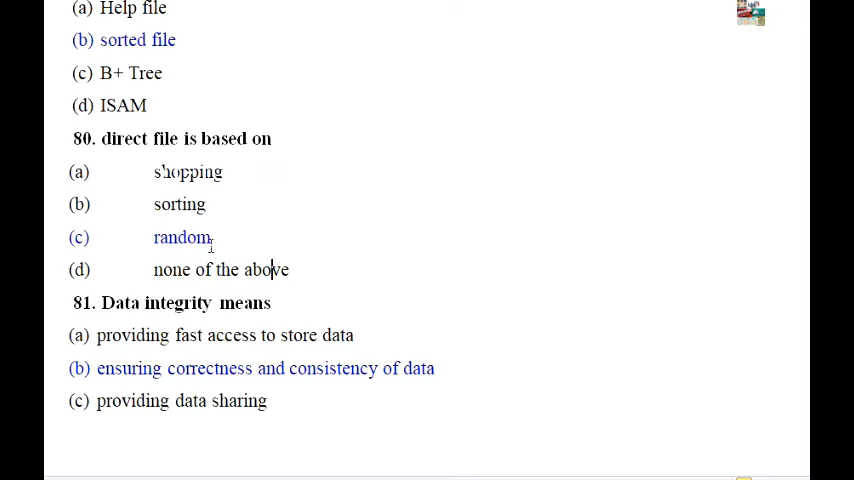 (a) Help file
(b) sorted file
(c) B+ Tree
(d) ISAM
80. direct file is based on
(a) shopping
(b) sorting
(c) random
(d) none of the above
81. Data integrity means
(a) providing fast access to store data
(b) ensuring correctness and consistency of data
(c) providing data sharing